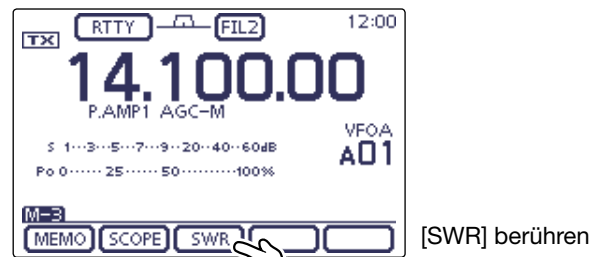 RTTY FIL2 12:00
TX
14.100.00
P.AMP1 AGC-M
VFOA
S 1···3···5···7···9··20··40··60dB
A01
Po 0······ 25 ······ 50 ··········100%
M-3
MEMO SCOPE SWR
[SWR] berühren